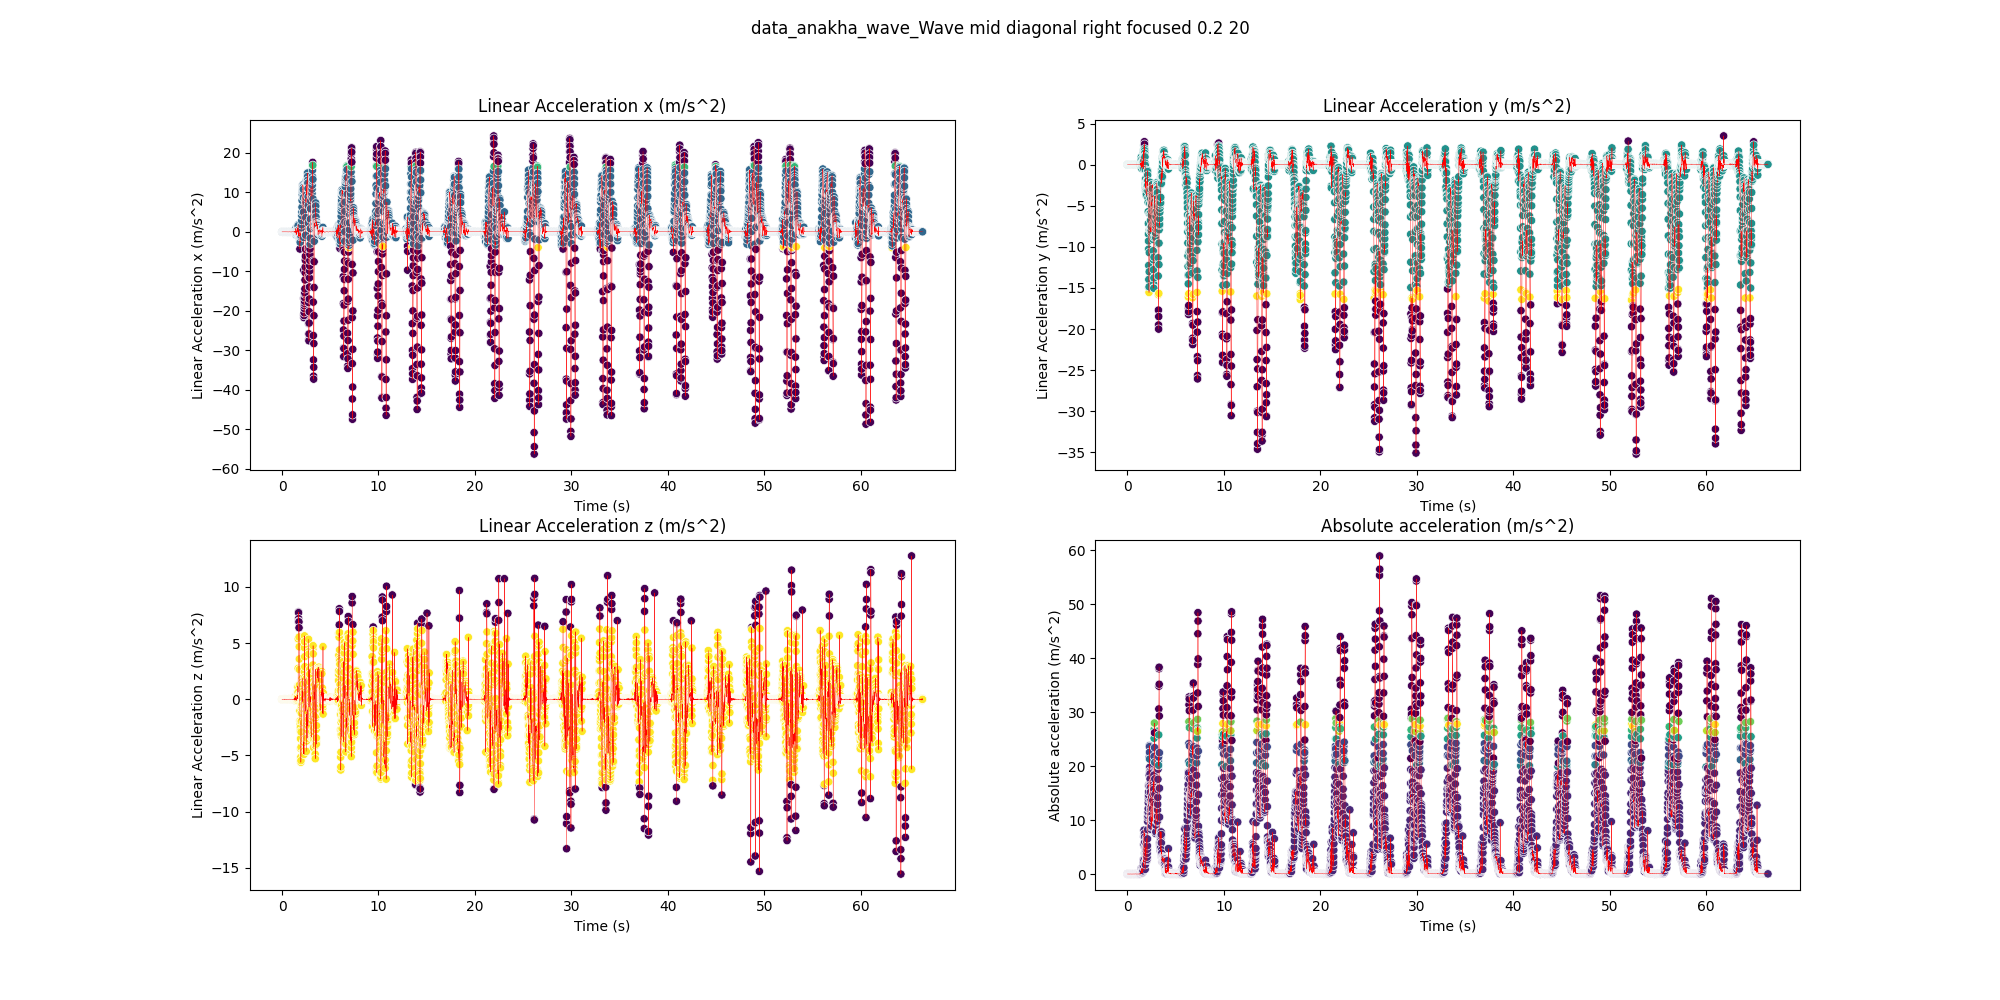 data_anakha_wave_Wave mid diagonal right focused 0.2 20
Linear Acceleration x (m/s^2)
Linear Acceleration x (m/s^2)
20
10
0
−10
−20
−30
−40
−50
−60
0 10 20 30 40 50 60
Time (s)
Linear Acceleration y (m/s^2)
Linear Acceleration y (m/s^2)
5
0
−5
−10
−15
−20
−25
−30
−35
0 10 20 30 40 50 60
Time (s)
Linear Acceleration z (m/s^2)
Linear Acceleration z (m/s^2)
10
5
0
−5
−10
−15
0 10 20 30 40 50 60
Time (s)
Absolute acceleration (m/s^2)
Absolute acceleration (m/s^2)
60
50
40
30
20
10
0
0 10 20 30 40 50 60
Time (s)